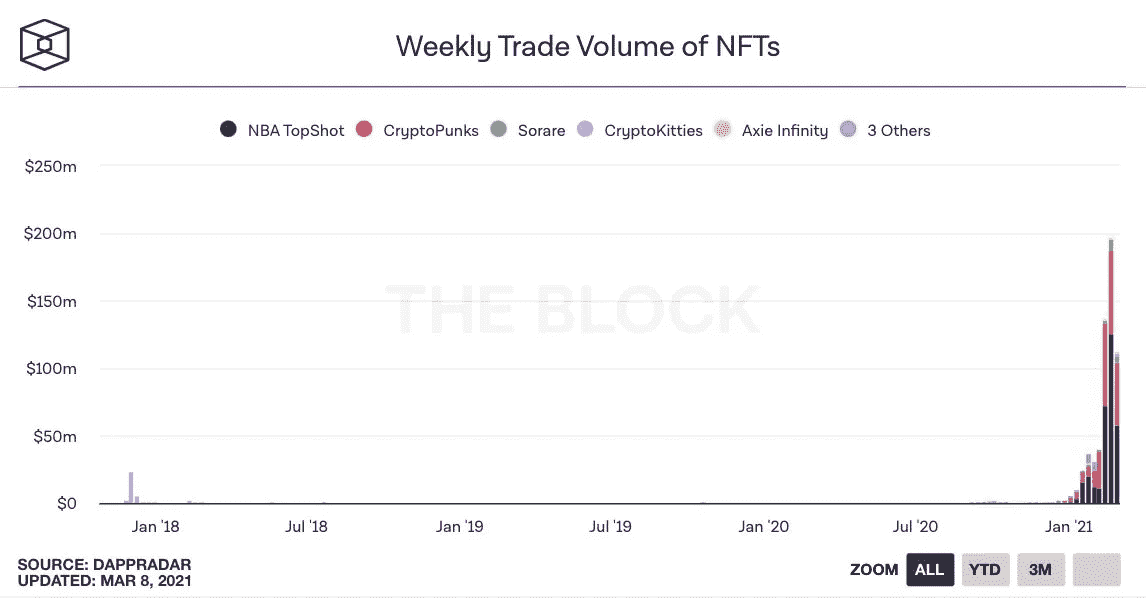 Weekly Trade Volume of NFTs
NBA TopShot CryptoPunks Sorare CryptoKitties Axie Infinity 3 Others
$250m
$200m
$150m
THE BLOCK
$100m
$50m
$0
Jan '18 Jul '18 Jan '19 Jul '19 Jan '20 Jul '20 Jan '21
SOURCE: DAPPRADAR
UPDATED: MAR 8, 2021
ZOOM ALL YTD 3M